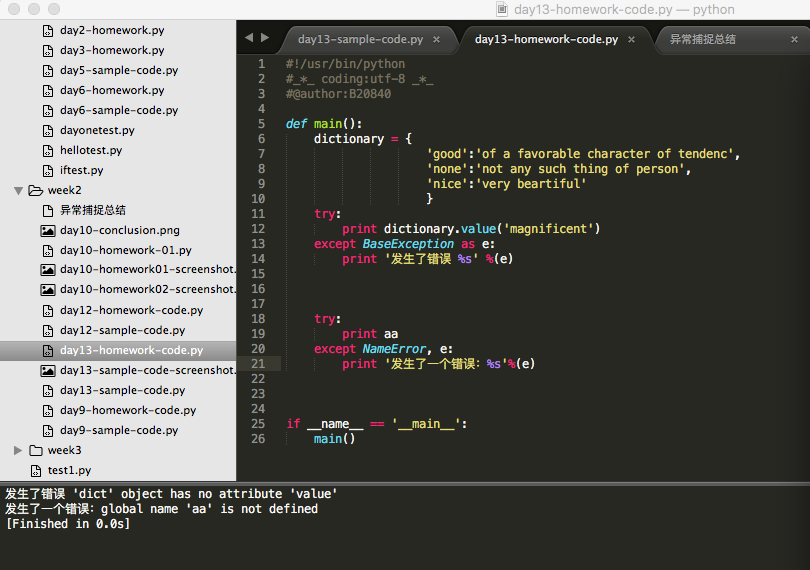 day13-homework-code.py — python
day2-homework.py
day3-homework.py
day5-sample-code.py
day6-homework.py
day6-sample-code.py
dayonetest.py
hellotest.py
iftest.py
week2
异常捕捉总结
day10-conclusion.png
day10-homework-01.py
day10-homework01-screenshot.
day10-homework02-screenshot.
day12-homework-code.py
day12-sample-code.py
day13-homework-code.py
day13-sample-code-screenshot.
day13-sample-code.py
day9-homework-code.py
day9-sample-code.py
week3
test1.py
day13-sample-code.py × day13-homework-code.py × 异常捕捉总结 ×
1 #!/usr/bin/python
2 #_*_ coding:utf-8 _*_
3 #@author:B20840
4
5 def main():
6     dictionary = {
7                     'good':'of a favorable character of tendenc',
8                     'none':'not any such thing of person',
9                     'nice':'very beartiful'
10                     }
11     try:
12         print dictionary.value('magnificent')
13     except BaseException as e:
14         print '发生了错误 %s' %(e)
15
16
17
18     try:
19         print aa
20     except NameError, e:
21         print '发生了一个错误: %s'%(e)
22
23
24
25 if __name__ == '__main__':
26     main()
发生了错误 'dict' object has no attribute 'value'
发生了一个错误: global name 'aa' is not defined
[Finished in 0.0s]